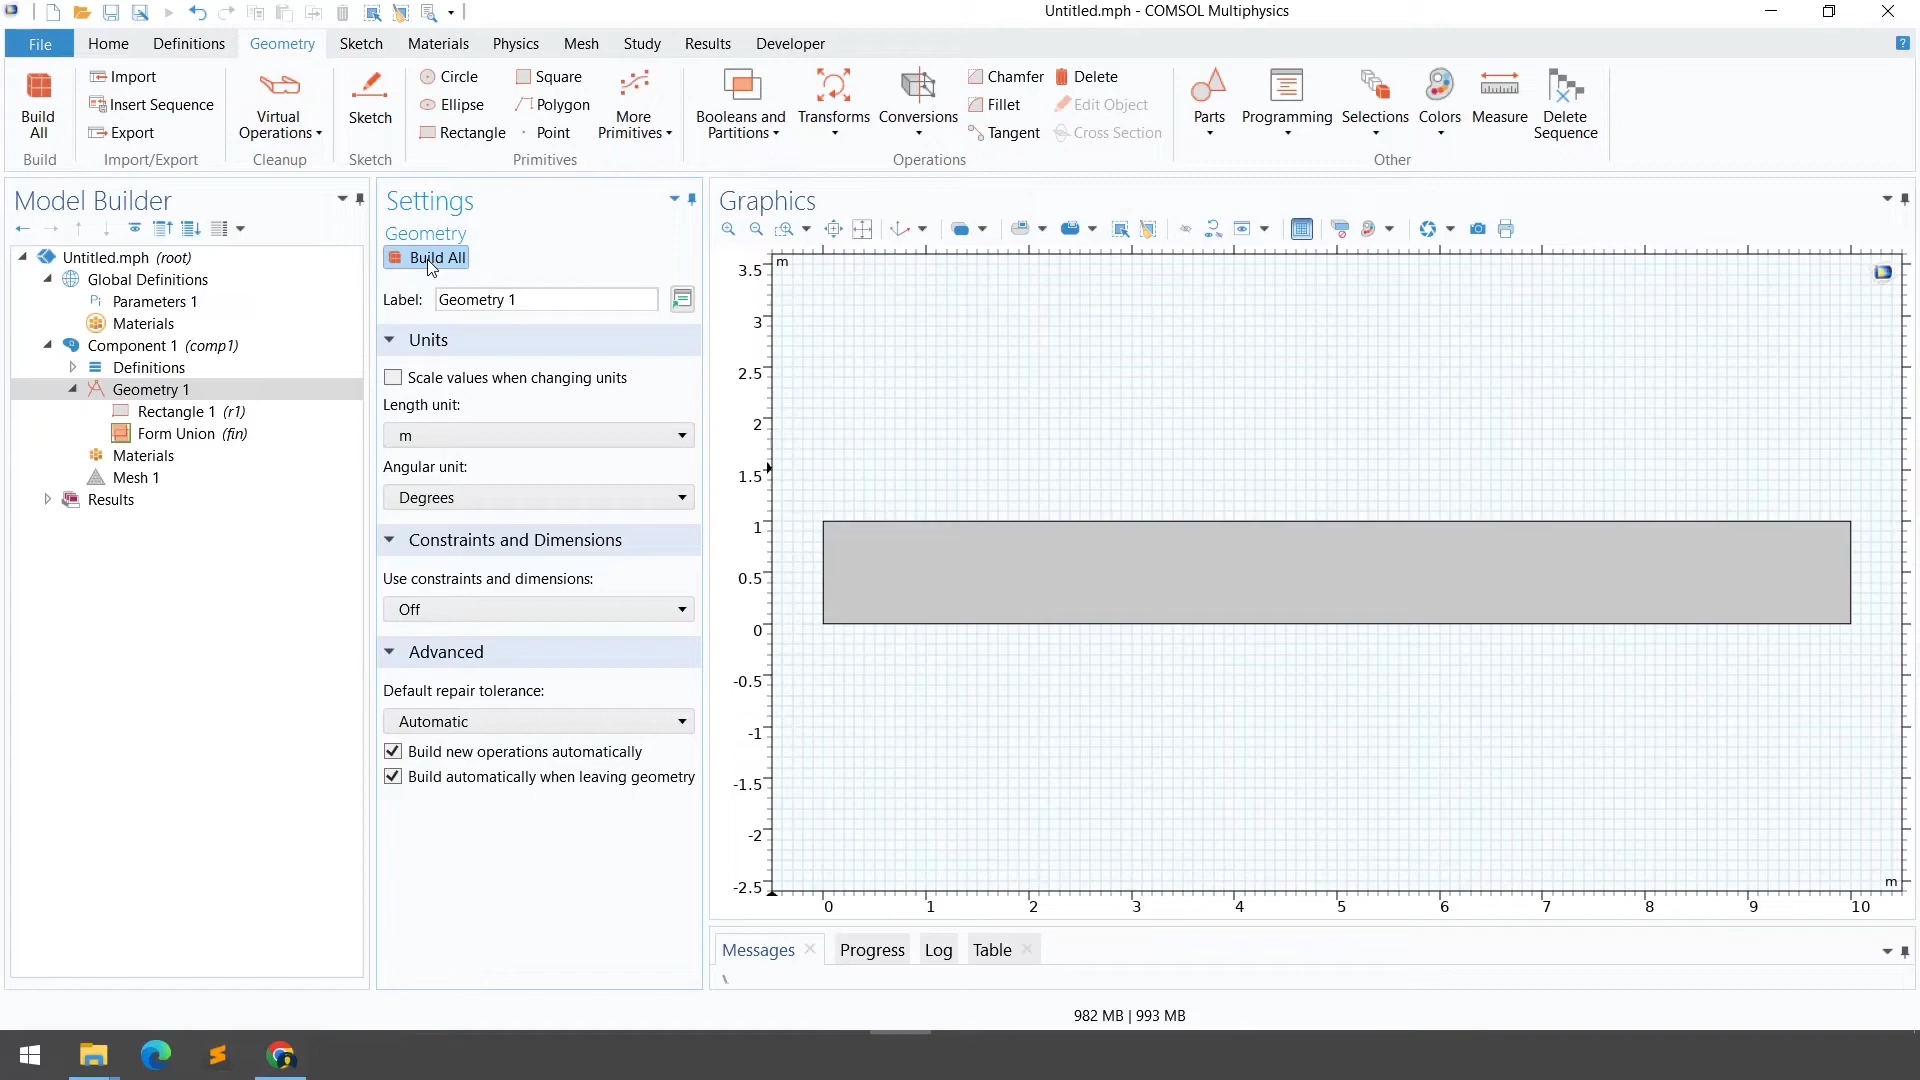 Untitled.mph - COMSOL Multiphysics
File Home Definitions Geometry Sketch Materials Physics Mesh Study Results Developer
Build All
Build
Import
Insert Sequence
Export
Import/Export
Virtual Operations
Cleanup
Sketch
Sketch
Circle Square
Ellipse Polygon
Rectangle Point
More Primitives
Primitives
Booleans and Partitions
Transforms
Conversions
Chamfer Delete
Fillet Edit Object
Tangent Cross Section
Operations
Parts
Programming
Selections
Colors
Measure
Delete Sequence
Other
Model Builder
Untitled.mph (root)
Global Definitions
Pi Parameters 1
Materials
Component 1 (comp1)
Definitions
Geometry 1
Rectangle 1 (r1)
Form Union (fin)
Materials
Mesh 1
Results
Settings
Geometry
Build All
Label: Geometry 1
Units
Scale values when changing units
Length unit:
m
Angular unit:
Degrees
Constraints and Dimensions
Use constraints and dimensions:
Off
Advanced
Default repair tolerance:
Automatic
Build new operations automatically
Build automatically when leaving geometry
Graphics
m
3.5
3
2.5
2
1.5
1
0.5
0
-0.5
-1
-1.5
-2
-2.5
m
0 1 2 3 4 5 6 7 8 9 10
Messages Progress Log Table
982 MB | 993 MB